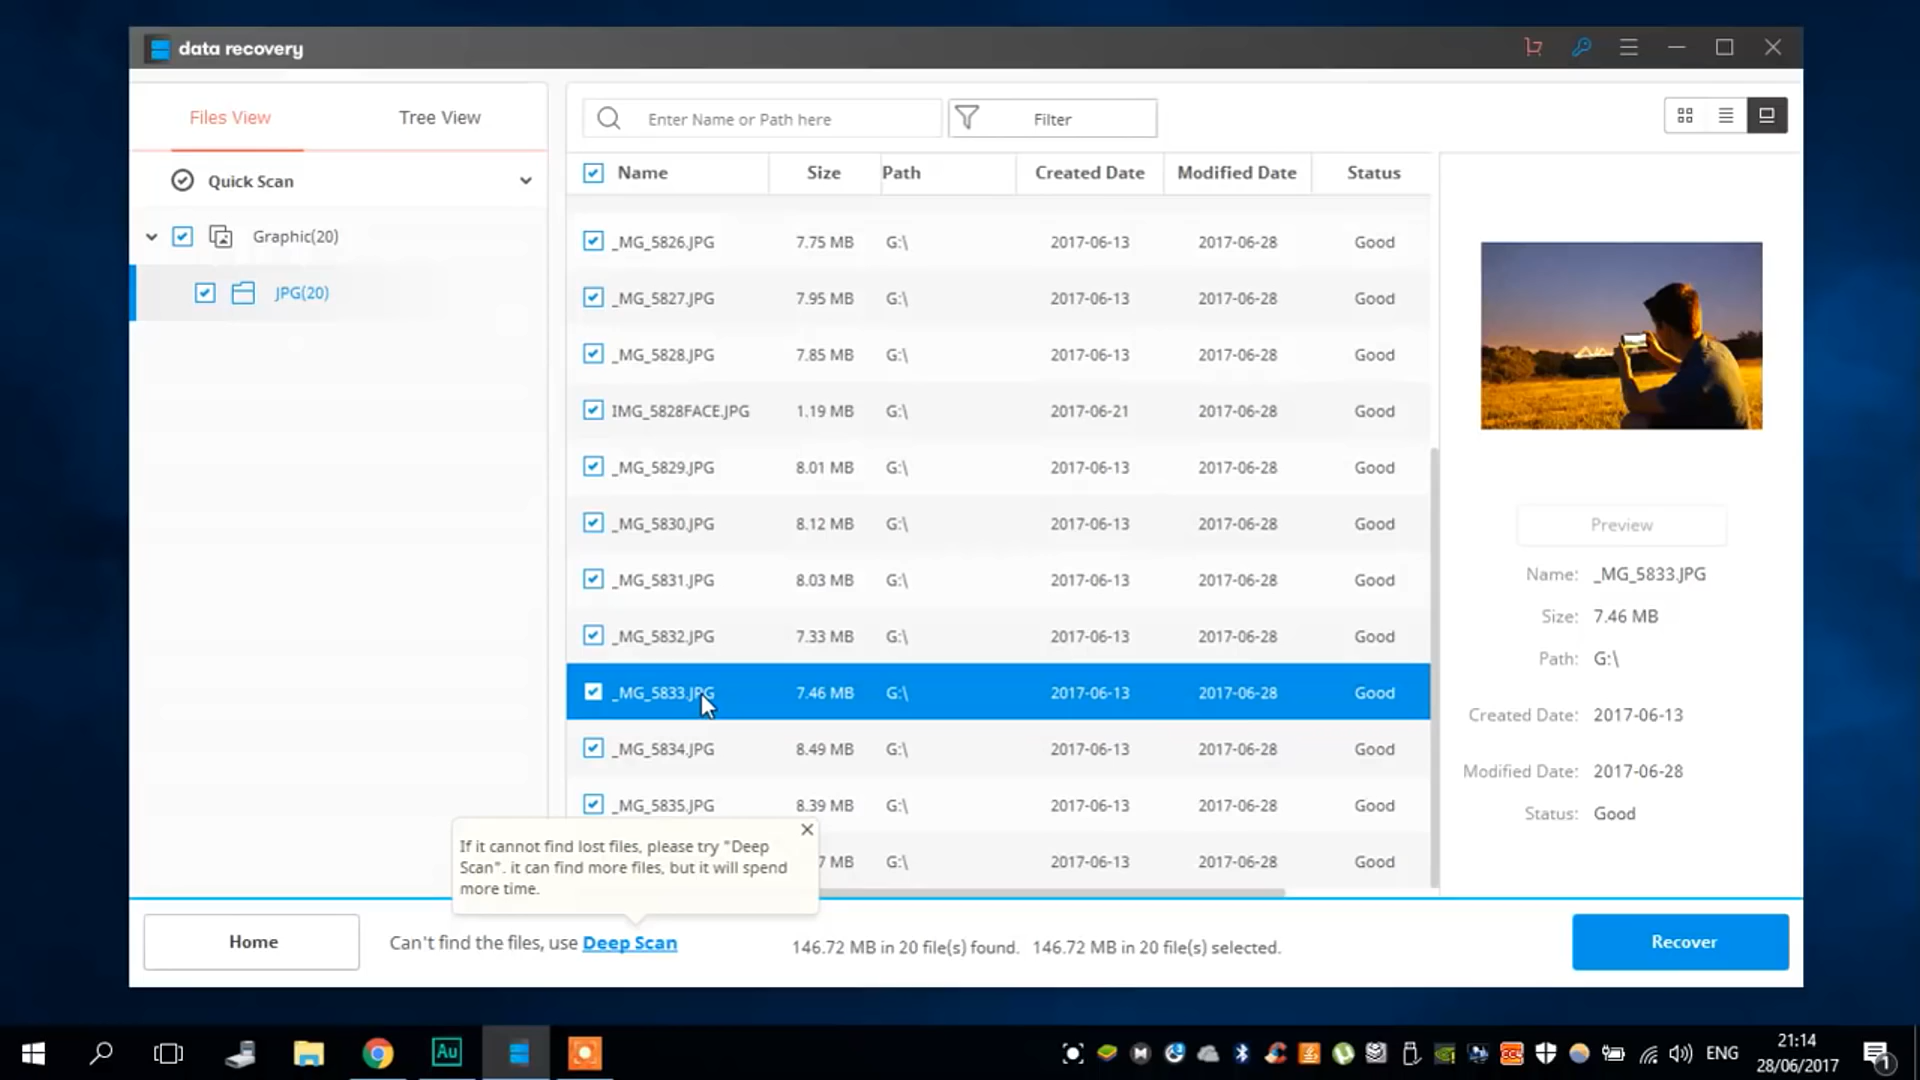 data recovery
Files View
Tree View
Enter Name or Path here
Filter
Quick Scan
Graphic(20)
JPG(20)
Name Size Path Created Date Modified Date Status
_MG_5826.JPG 7.75 MB G:\ 2017-06-13 2017-06-28 Good
_MG_5827.JPG 7.95 MB G:\ 2017-06-13 2017-06-28 Good
_MG_5828.JPG 7.85 MB G:\ 2017-06-13 2017-06-28 Good
IMG_5828FACE.JPG 1.19 MB G:\ 2017-06-21 2017-06-28 Good
_MG_5829.JPG 8.01 MB G:\ 2017-06-13 2017-06-28 Good
_MG_5830.JPG 8.12 MB G:\ 2017-06-13 2017-06-28 Good
_MG_5831.JPG 8.03 MB G:\ 2017-06-13 2017-06-28 Good
_MG_5832.JPG 7.33 MB G:\ 2017-06-13 2017-06-28 Good
_MG_5833.JPG 7.46 MB G:\ 2017-06-13 2017-06-28 Good
_MG_5834.JPG 8.49 MB G:\ 2017-06-13 2017-06-28 Good
_MG_5835.JPG 8.39 MB G:\ 2017-06-13 2017-06-28 Good
7 MB G:\ 2017-06-13 2017-06-28 Good
Preview
Name: _MG_5833.JPG
Size: 7.46 MB
Path: G:\
Created Date: 2017-06-13
Modified Date: 2017-06-28
Status: Good
If it cannot find lost files, please try "Deep
Scan". it can find more files, but it will spend
more time.
Home
Can't find the files, use Deep Scan
146.72 MB in 20 file(s) found. 146.72 MB in 20 file(s) selected.
Recover
Au
ENG
21:14
28/06/2017
1